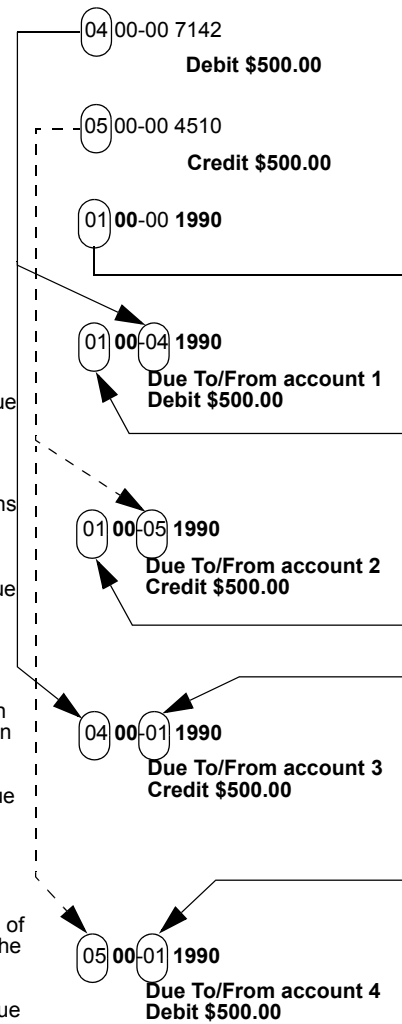 04 00-00 7142
Debit $500.00
05 00-00 4510
Credit $500.00
01 00-00 1990
01 00-04 1990
Due To/From account 1
Debit $500.00
01 00-05 1990
Due To/From account 2
Credit $500.00
04 00-01 1990
Due To/From account 3
Credit $500.00
of
05 00-01 1990
Due To/From account 4
Debit $500.00